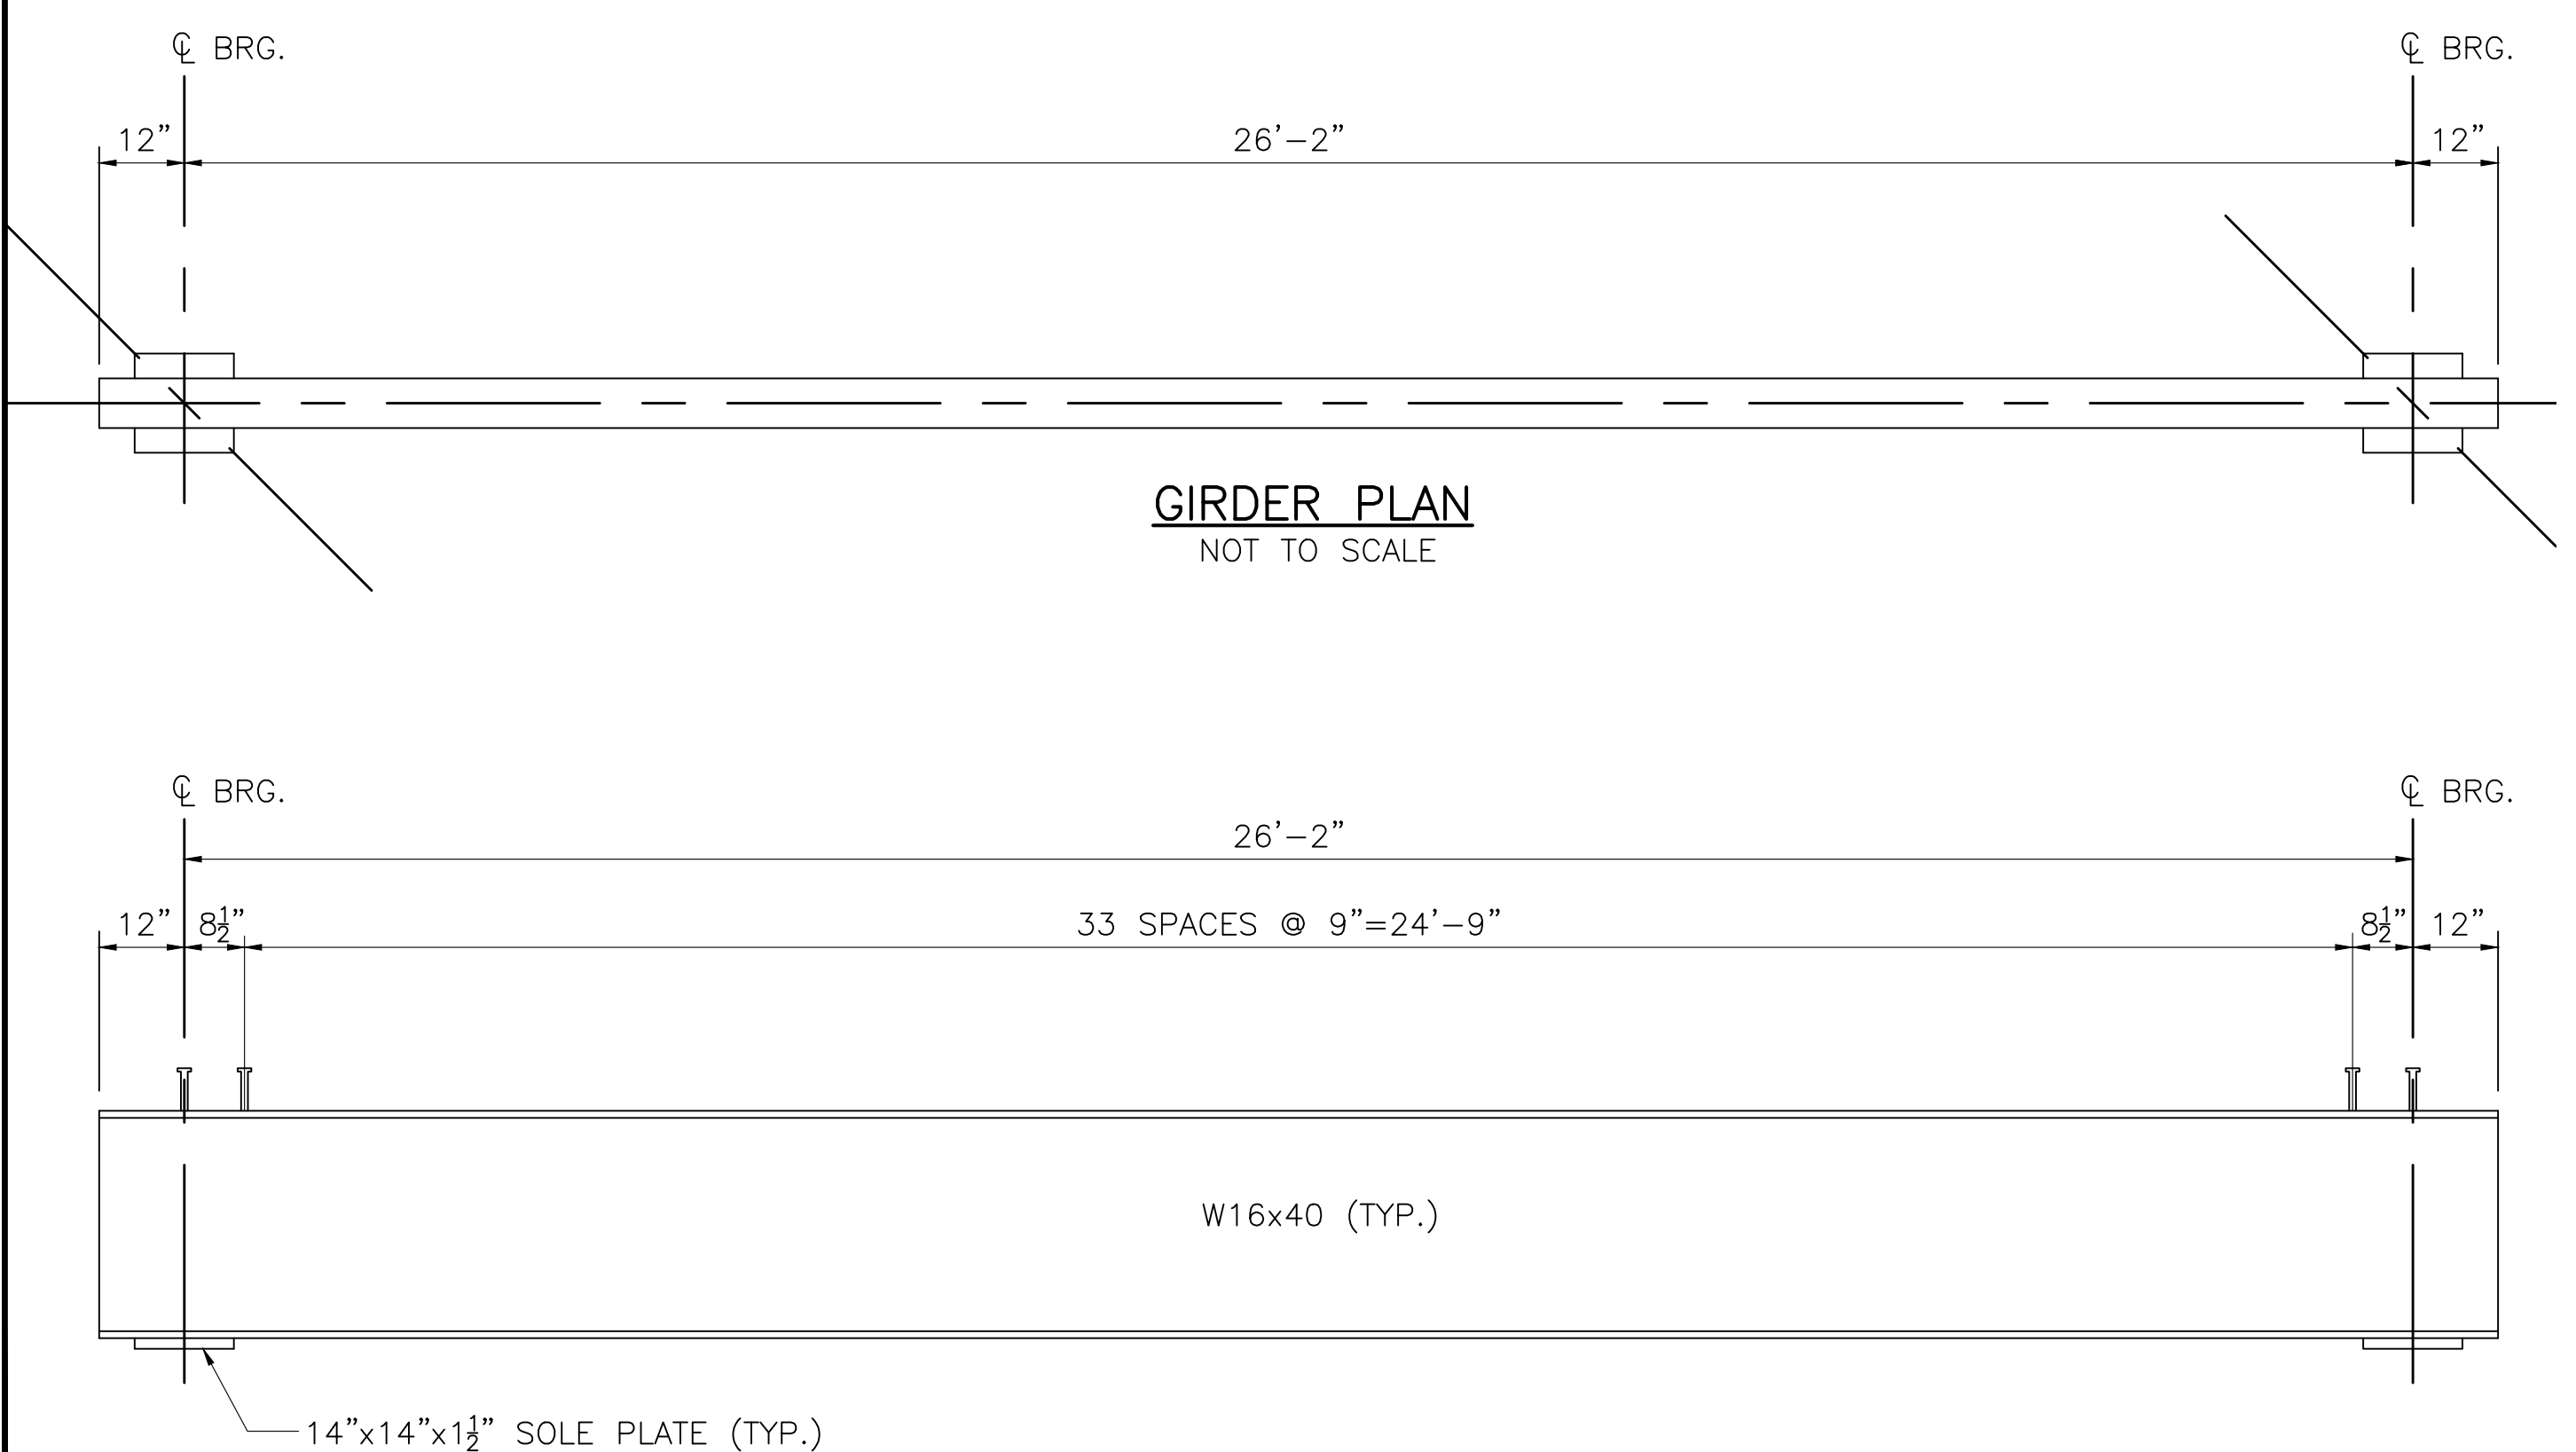 ℄ BRG. ℄ BRG.
12” 26’-2” 12”
GIRDER PLAN
NOT TO SCALE
℄ BRG. ℄ BRG.
26’-2”
12” 8½” 33 SPACES @ 9”=24’-9” 8½” 12”
W16x40 (TYP.)
14”x14”x1½” SOLE PLATE (TYP.)